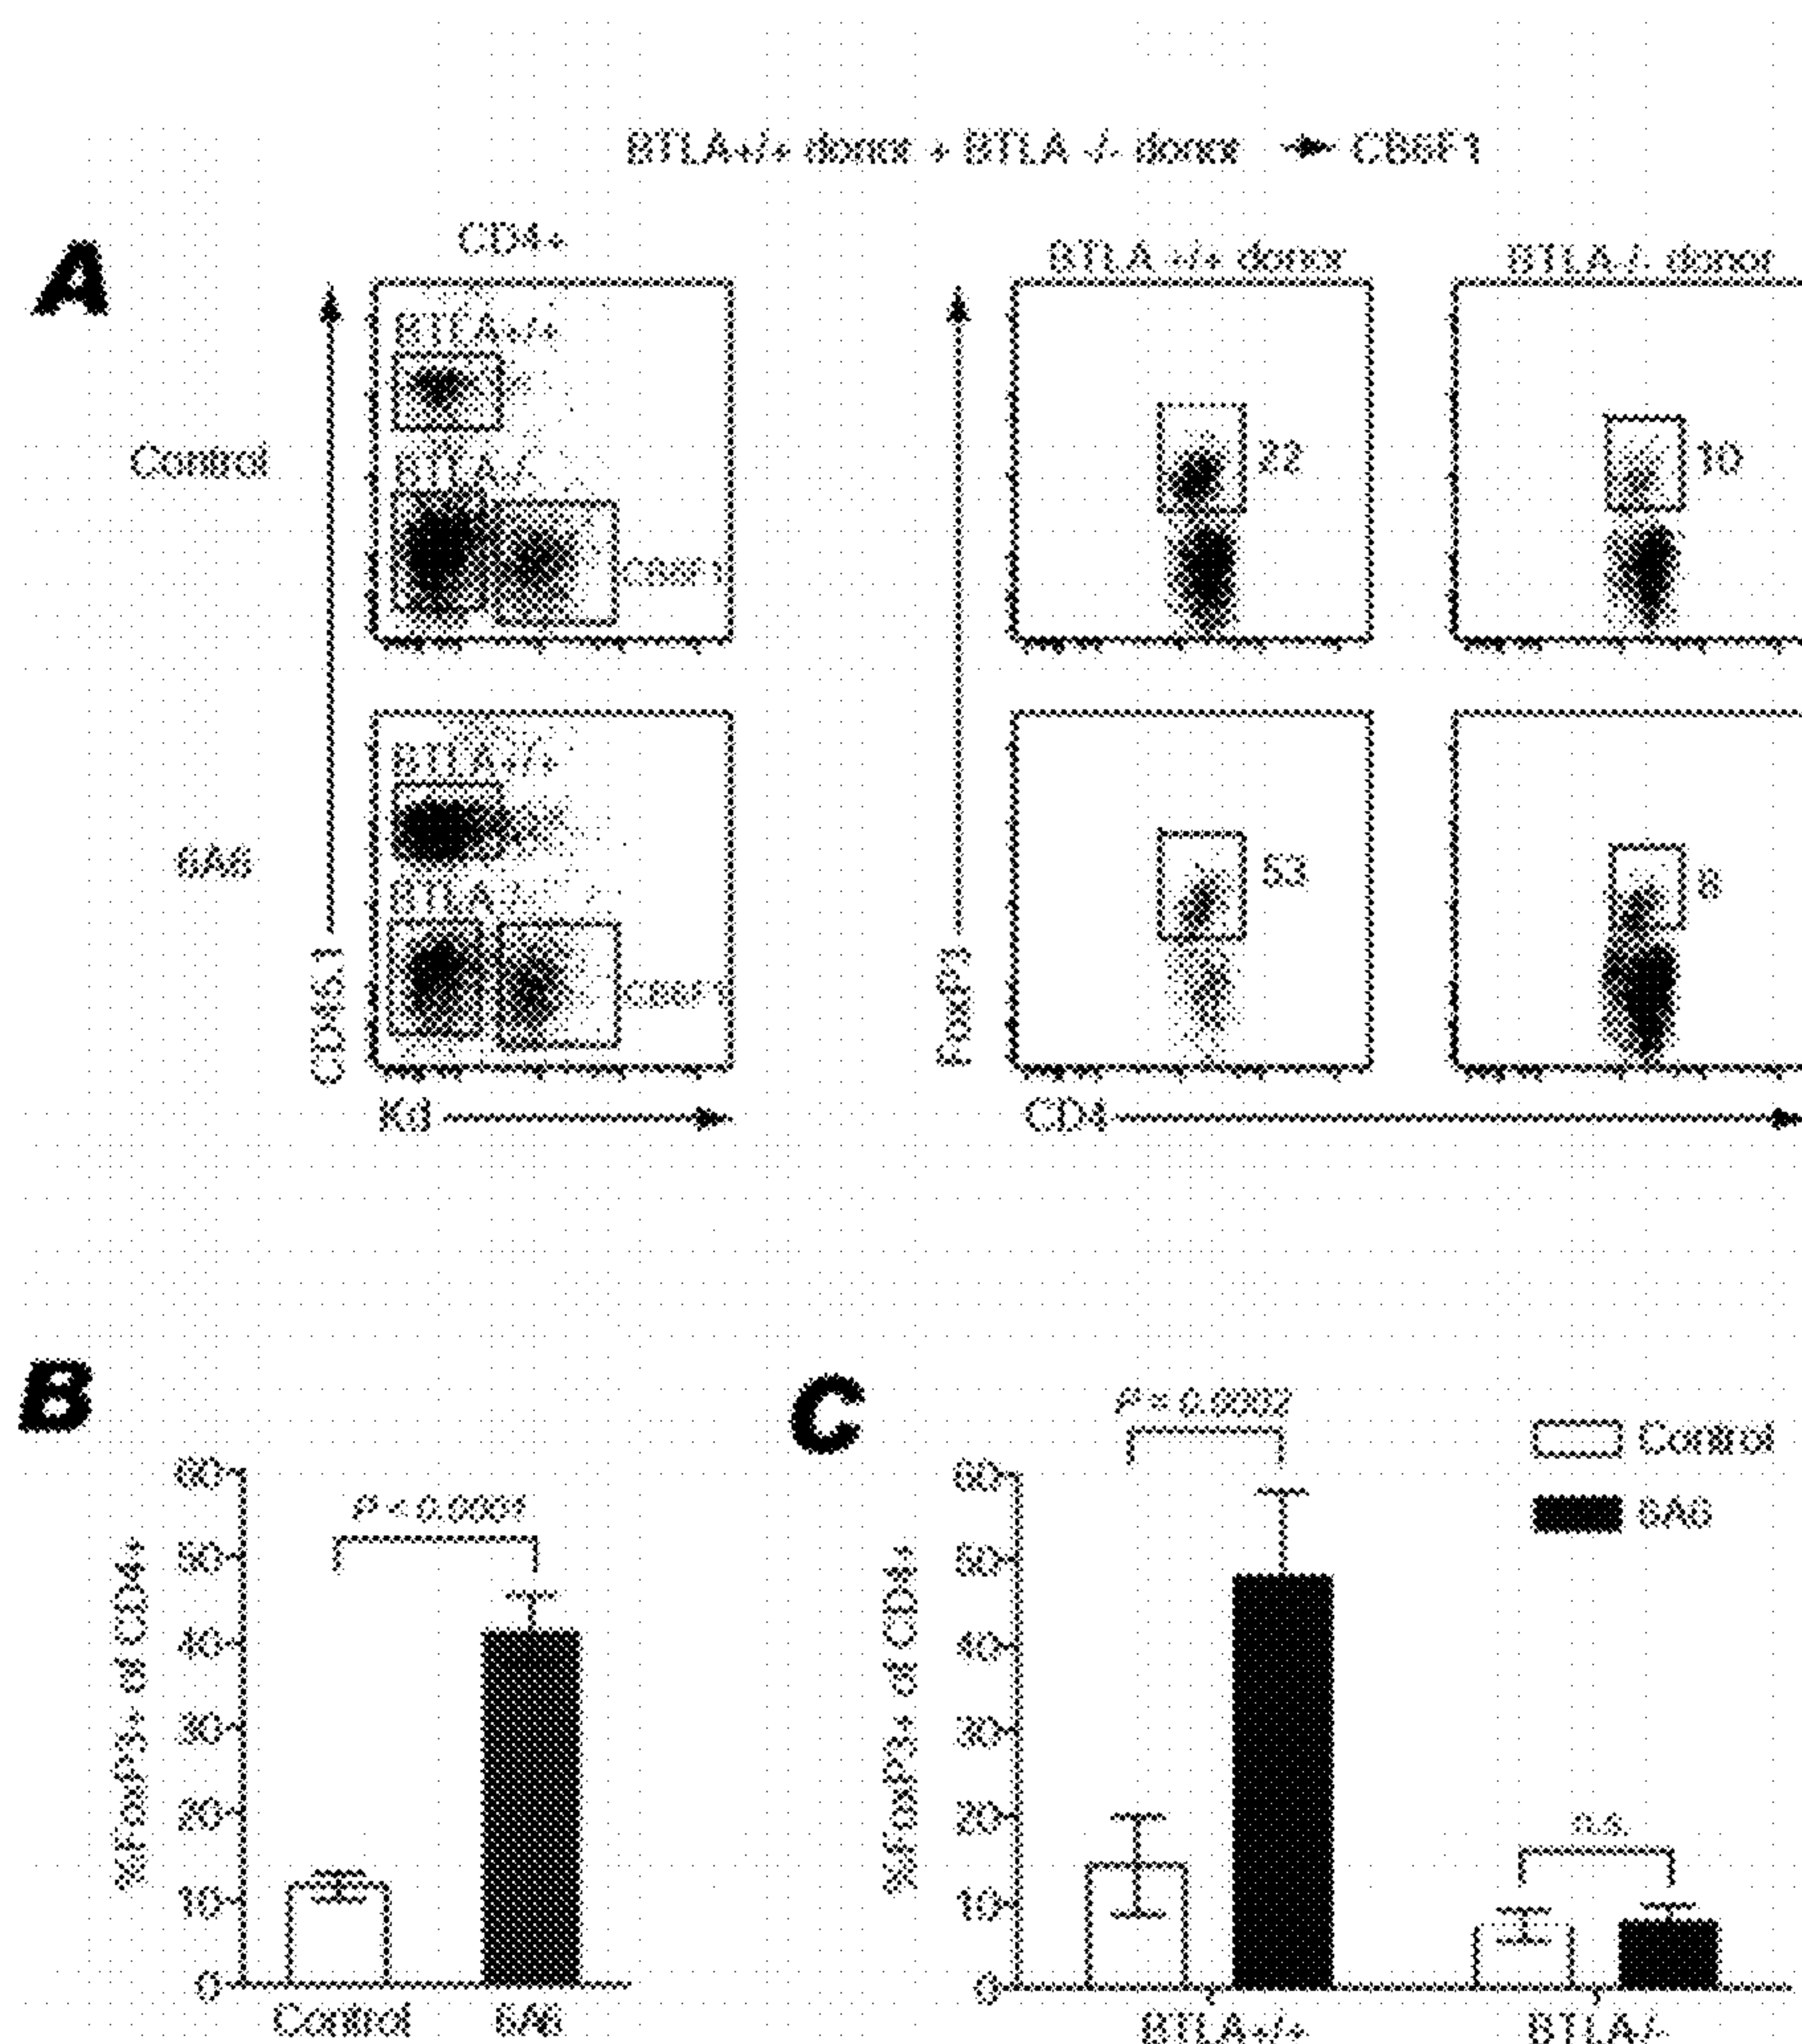 BTLA+/+ donor + BTLA -/- donor → CB6F1
A
CD4+
BTLA +/+ donor
BTLA-/- donor
Control
BTLA+/+
BTLA-/-
CB6F1
22
10
6A6
BTLA+/+
BTLA-/-
CB6F1
53
8
CD45.1
Kd
FoxP3
CD4
B
60
50
40
30
20
10
0
%FoxP3+ of CD4+
P < 0.0001
Control
6A6
C
60
50
40
30
20
10
0
%FoxP3+ of CD4+
P = 0.0002
n.s.
Control
6A6
BTLA+/+
BTLA-/-